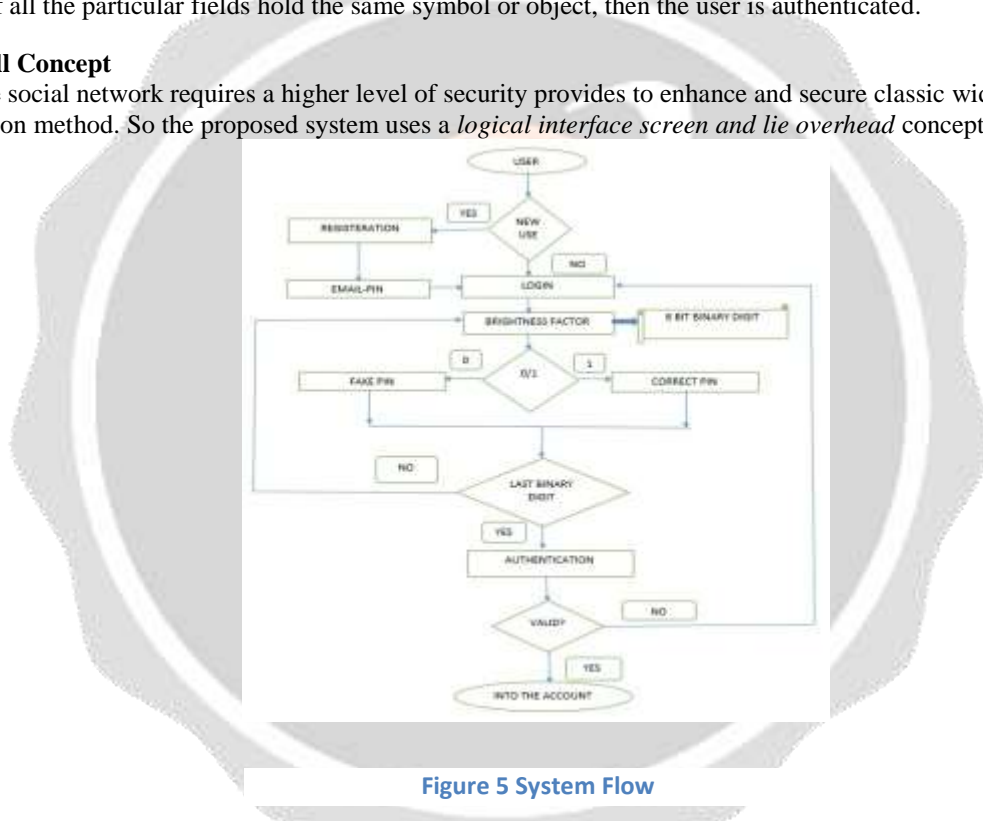 f all the particular fields hold the same symbol or object, then the user is authenticated.
ll Concept
e social network requires a higher level of security provides to enhance and secure classic wid
on method. So the proposed system uses a logical interface screen and lie overhead concept
USER
YES
NEW
USE
REGISTERATION
NO
EMAIL-PIN
LOGIN
BRIGHTNESS FACTOR
BIT BINARY DIGIT
0
0/1
1
FAKE PIN
CORRECT PIN
NO
LAST BINARY
DIGIT
YES
AUTHENTICATION
NO
VALID?
YES
INTO THE ACCOUNT
Figure 5 System Flow